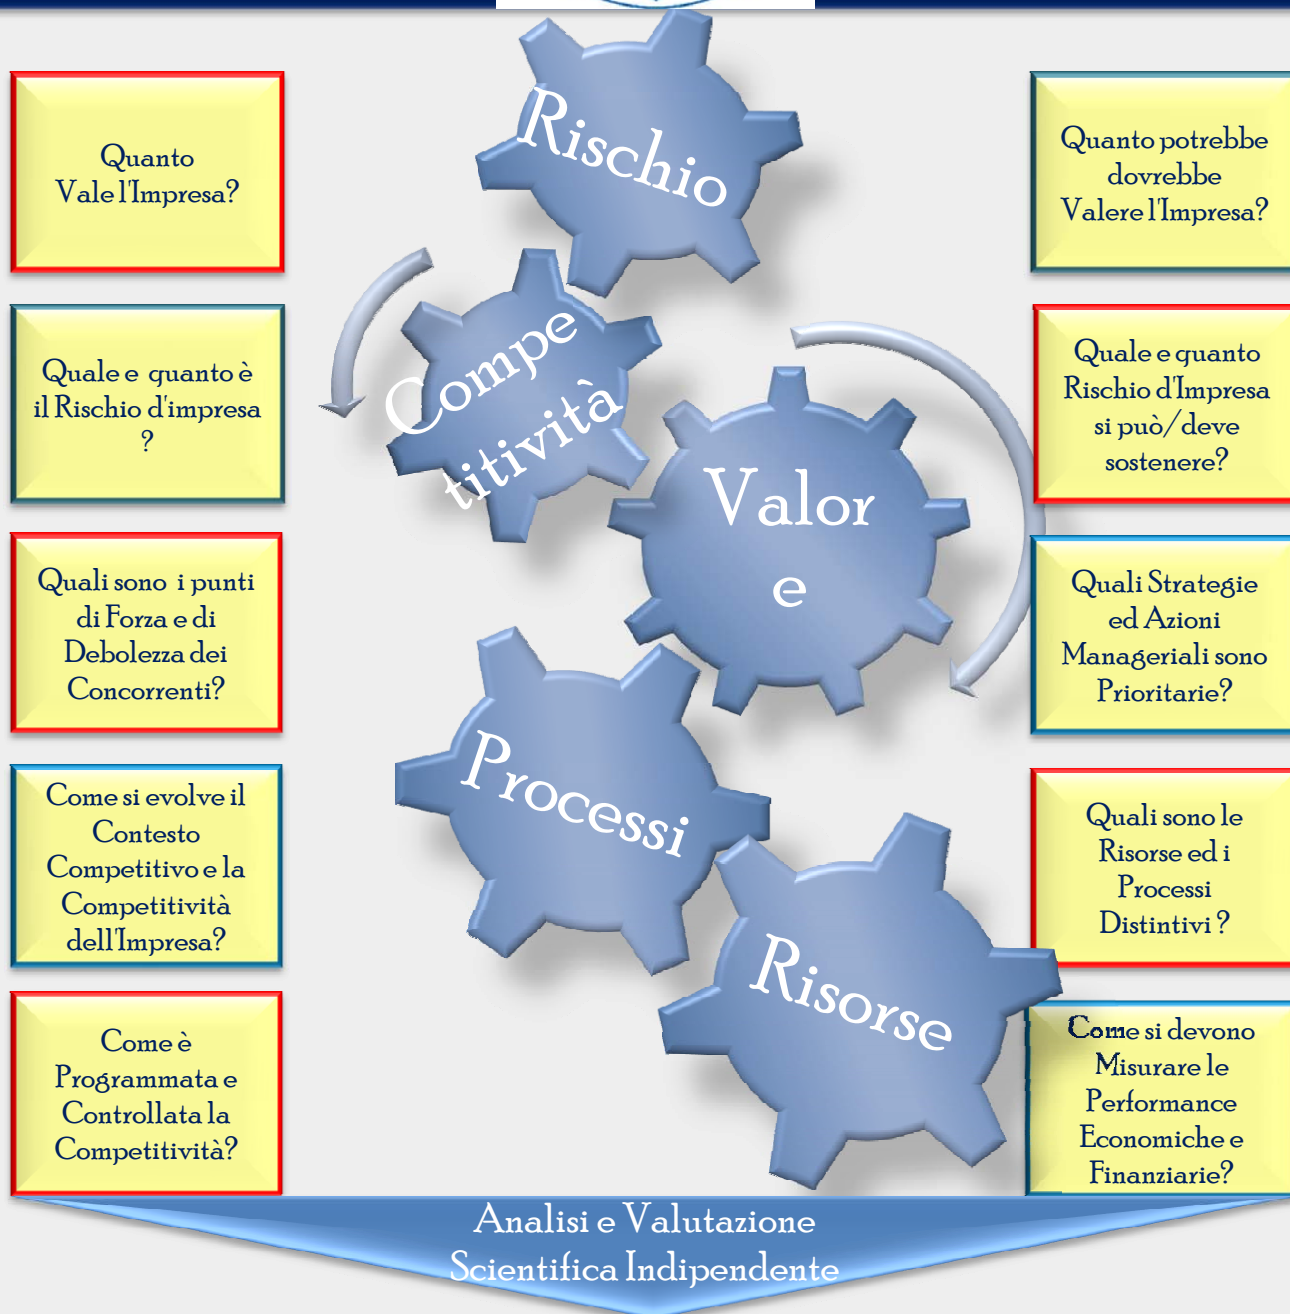 Quanto
Vale l'Impresa?
Quale e quanto è
il Rischio d'impresa
?
Quali sono i punti
di Forza e di
Debolezza dei
Concorrenti?
Come si evolve il
Contesto
Competitivo e la
Competitività
dell'Impresa?
Come è
Programmata e
Controllata la
Competitività?
Rischio
Compe
titività
Valor
e
Processi
Risorse
Quanto potrebbe
dovrebbe
Valere l'Impresa?
Quale e quanto
Rischio d'Impresa
si può/deve
sostenere?
Quali Strategie
ed Azioni
Manageriali sono
Prioritarie?
Quali sono le
Risorse ed i
Processi
Distintivi ?
Come si devono
Misurare le
Performance
Economiche e
Finanziarie?
Analisi e Valutazione
Scientifica Indipendente